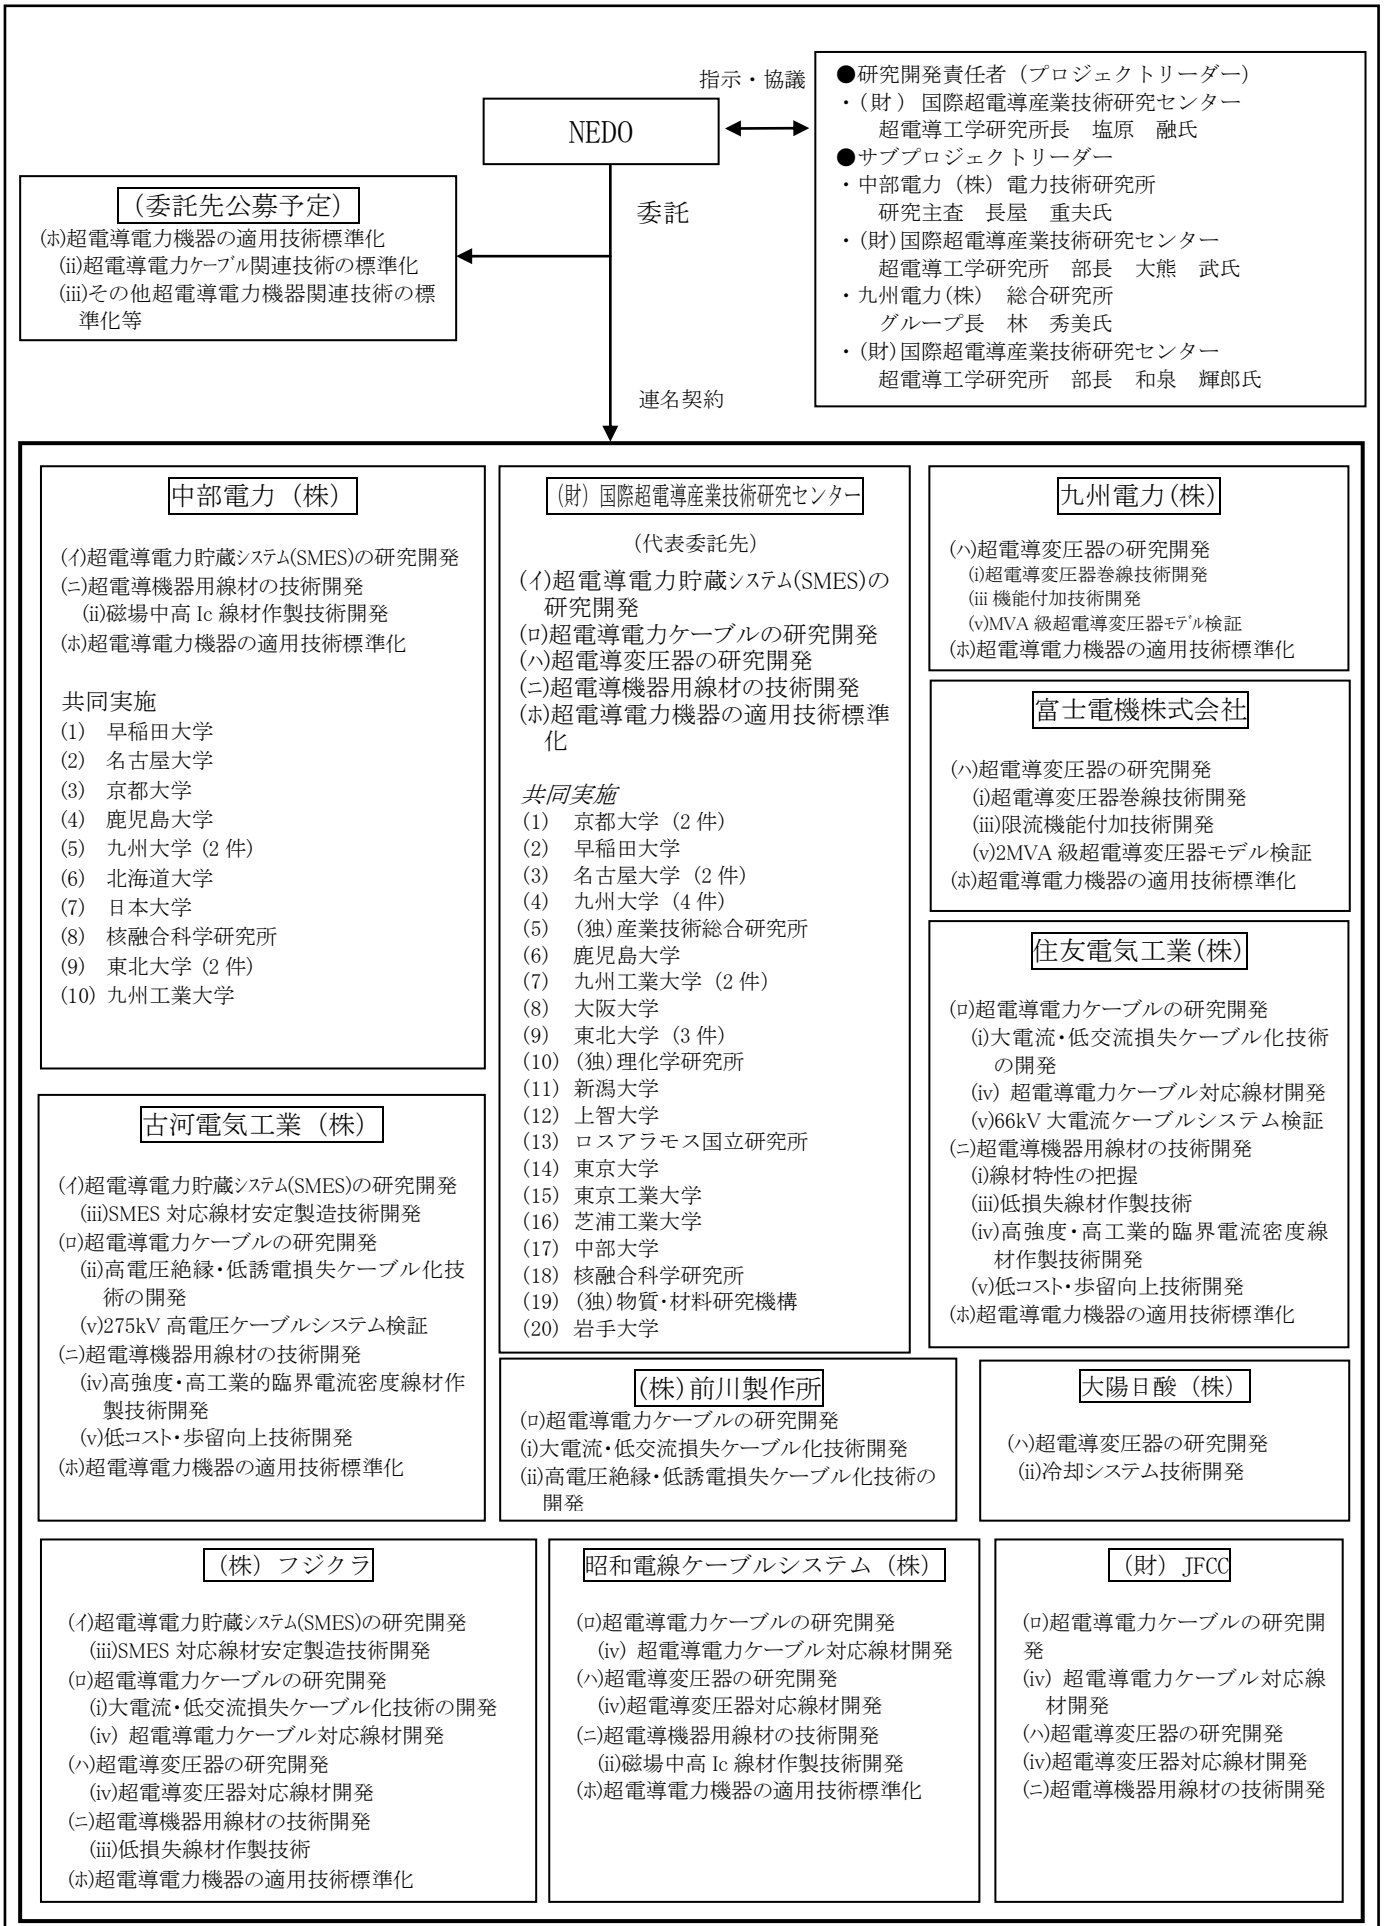 指示・協議
NEDO
●研究開発責任者（プロジェクトリーダー）
・（財） 国際超電導産業技術研究センター
超電導工学研究所長　塩原　融氏
●サブプロジェクトリーダー
・中部電力（株）電力技術研究所
研究主査　長屋　重夫氏
・（財）国際超電導産業技術研究センター
超電導工学研究所　部長　大熊　武氏
・九州電力（株）　総合研究所
グループ長　林　秀美氏
・（財）国際超電導産業技術研究センター
超電導工学研究所　部長　和泉　輝郎氏
（委託先公募予定）
(ホ)超電導電力機器の適用技術標準化
(ii)超電導電力ケーブル関連技術の標準化
(iii)その他超電導電力機器関連技術の標
準化等
委託
連名契約
中部電力（株）
(イ)超電導電力貯蔵システム(SMES)の研究開発
(ニ)超電導機器用線材の技術開発
(ii)磁場中高 Ic 線材作製技術開発
(ホ)超電導電力機器の適用技術標準化
共同実施
(1)　早稲田大学
(2)　名古屋大学
(3)　京都大学
(4)　鹿児島大学
(5)　九州大学（2 件）
(6)　北海道大学
(7)　日本大学
(8)　核融合科学研究所
(9)　東北大学（2 件）
(10) 九州工業大学
（財）国際超電導産業技術研究センター
（代表委託先）
(イ)超電導電力貯蔵システム(SMES)の
研究開発
(ロ)超電導電力ケーブルの研究開発
(ハ)超電導変圧器の研究開発
(ニ)超電導機器用線材の技術開発
(ホ)超電導電力機器の適用技術標準
化
共同実施
(1)　京都大学（2 件）
(2)　早稲田大学
(3)　名古屋大学（2 件）
(4)　九州大学（4 件）
(5)　(独)産業技術総合研究所
(6)　鹿児島大学
(7)　九州工業大学（2 件）
(8)　大阪大学
(9)　東北大学（3 件）
(10) (独)理化学研究所
(11) 新潟大学
(12) 上智大学
(13) ロスアラモス国立研究所
(14) 東京大学
(15) 東京工業大学
(16) 芝浦工業大学
(17) 中部大学
(18) 核融合科学研究所
(19) (独)物質・材料研究機構
(20) 岩手大学
九州電力（株）
(ハ)超電導変圧器の研究開発
(i)超電導変圧器巻線技術開発
(iii 機能付加技術開発
(v)MVA 級超電導変圧器モデル検証
(ホ)超電導電力機器の適用技術標準化
富士電機株式会社
(ハ)超電導変圧器の研究開発
(i)超電導変圧器巻線技術開発
(iii)限流機能付加技術開発
(v)2MVA 級超電導変圧器モデル検証
(ホ)超電導電力機器の適用技術標準化
住友電気工業（株）
(ロ)超電導電力ケーブルの研究開発
(i)大電流・低交流損失ケーブル化技術
の開発
(iv) 超電導電力ケーブル対応線材開発
(v)66kV 大電流ケーブルシステム検証
(ニ)超電導機器用線材の技術開発
(i)線材特性の把握
(iii)低損失線材作製技術
(iv)高強度・高工業的臨界電流密度線
材作製技術開発
(v)低コスト・歩留向上技術開発
(ホ)超電導電力機器の適用技術標準化
古河電気工業（株）
(イ)超電導電力貯蔵システム(SMES)の研究開発
(iii)SMES 対応線材安定製造技術開発
(ロ)超電導電力ケーブルの研究開発
(ii)高電圧絶縁・低誘電損失ケーブル化技
術の開発
(v)275kV 高電圧ケーブルシステム検証
(ニ)超電導機器用線材の技術開発
(iv)高強度・高工業的臨界電流密度線材作
製技術開発
(v)低コスト・歩留向上技術開発
(ホ)超電導電力機器の適用技術標準化
（株）前川製作所
(ロ)超電導電力ケーブルの研究開発
(i)大電流・低交流損失ケーブル化技術開発
(ii)高電圧絶縁・低誘電損失ケーブル化技術の
開発
大陽日酸（株）
(ハ)超電導変圧器の研究開発
(ii)冷却システム技術開発
（株）フジクラ
(イ)超電導電力貯蔵システム(SMES)の研究開発
(iii)SMES 対応線材安定製造技術開発
(ロ)超電導電力ケーブルの研究開発
(i)大電流・低交流損失ケーブル化技術の開発
(iv) 超電導電力ケーブル対応線材開発
(ハ)超電導変圧器の研究開発
(iv)超電導変圧器対応線材開発
(ニ)超電導機器用線材の技術開発
(iii)低損失線材作製技術
(ホ)超電導電力機器の適用技術標準化
昭和電線ケーブルシステム（株）
(ロ)超電導電力ケーブルの研究開発
(iv) 超電導電力ケーブル対応線材開発
(ハ)超電導変圧器の研究開発
(iv)超電導変圧器対応線材開発
(ニ)超電導機器用線材の技術開発
(ii)磁場中高 Ic 線材作製技術開発
(ホ)超電導電力機器の適用技術標準化
（財）JFCC
(ロ)超電導電力ケーブルの研究開
発
(iv) 超電導電力ケーブル対応線
材開発
(ハ)超電導変圧器の研究開発
(iv)超電導変圧器対応線材開発
(ニ)超電導機器用線材の技術開発